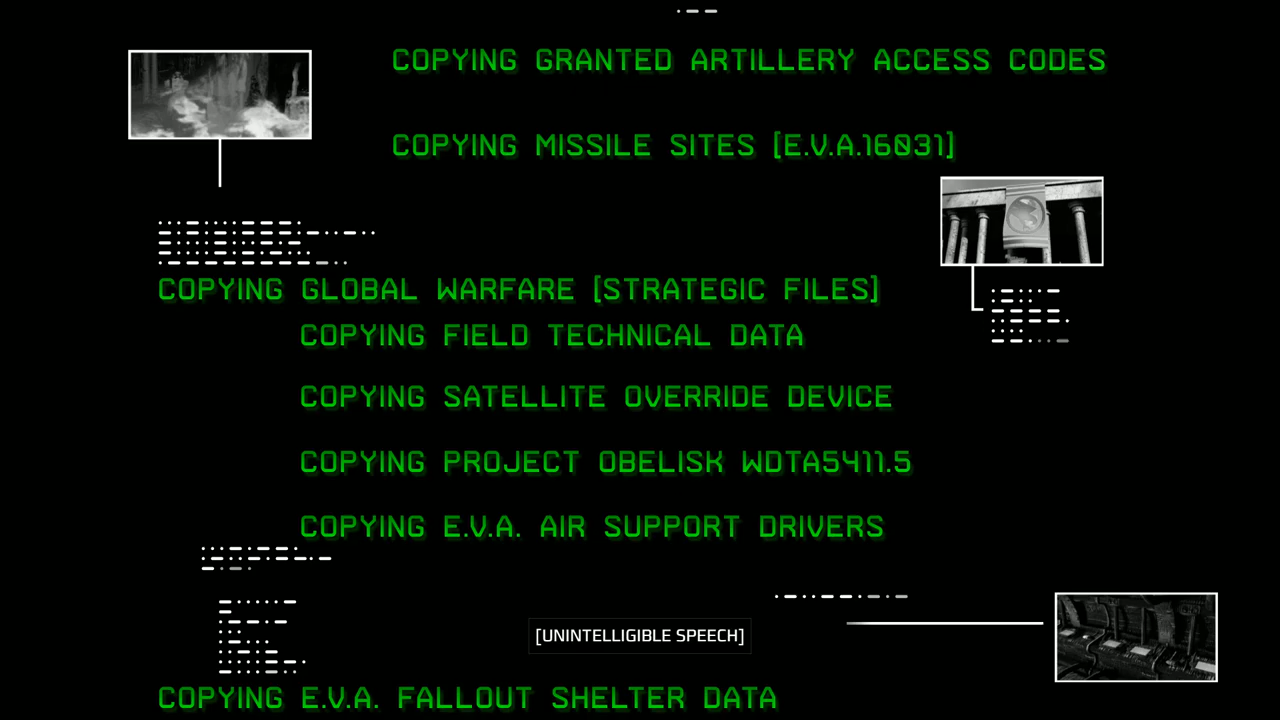 COPYING GRANTED ARTILLERY ACCESS CODES
COPYING MISSILE SITES [E.V.A.16031]
COPYING GLOBAL WARFARE [STRATEGIC FILES]
COPYING FIELD TECHNICAL DATA
COPYING SATELLITE OVERRIDE DEVICE
COPYING PROJECT OBELISK WDTA5411.5
COPYING E.V.A. AIR SUPPORT DRIVERS
[UNINTELLIGIBLE SPEECH]
COPYING E.V.A. FALLOUT SHELTER DATA